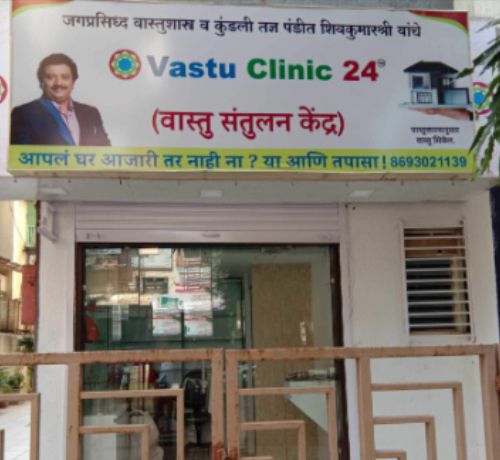 जगप्रसिध्द वास्तुशास्त्र व कुंडली तज्ञ पंडीत शिवकुमारश्री यांचे
Vastu Clinic 24
(वास्तु संतुलन केंद्र)
आपलं घर आजारी तर नाही ना ? या आणि तपासा ! 8693021139